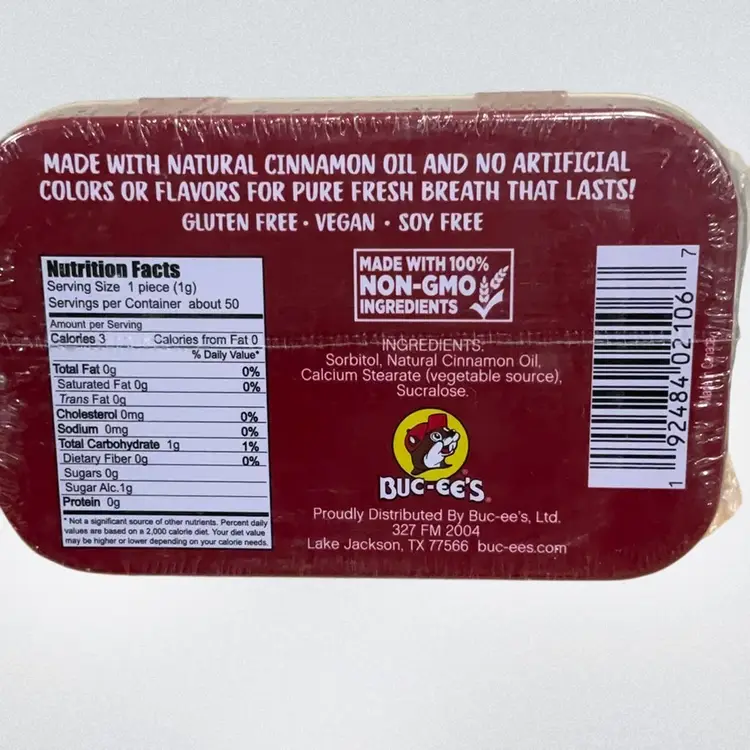 MADE WITH NATURAL CINNAMON OIL AND NO ARTIFICIAL
COLORS OR FLAVORS FOR PURE FRESH BREATH THAT LASTS!
GLUTEN FREE • VEGAN • SOY FREE
Nutrition Facts
Serving Size 1 piece (1g)
Servings per Container about 50
Amount per Serving
Calories 3 Calories from Fat 0
% Daily Value*
Total Fat 0g 0%
Saturated Fat 0g 0%
Trans Fat 0g
Cholesterol 0mg 0%
Sodium 0mg 0%
Total Carbohydrate 1g 1%
Dietary Fiber 0g 0%
Sugars 0g
Sugar Alc.1g
Protein 0g
* Not a significant source of other nutrients. Percent daily
values are based on a 2,000 calorie diet. Your diet value
may be higher or lower depending on your calorie needs.
MADE WITH 100%
NON-GMO
INGREDIENTS
INGREDIENTS:
Sorbitol, Natural Cinnamon Oil,
Calcium Stearate (vegetable source),
Sucralose.
BUC-EE'S®
Proudly Distributed By Buc-ee's, Ltd.
327 FM 2004
Lake Jackson, TX 77566 buc-ees.com
1 92484 02106 7